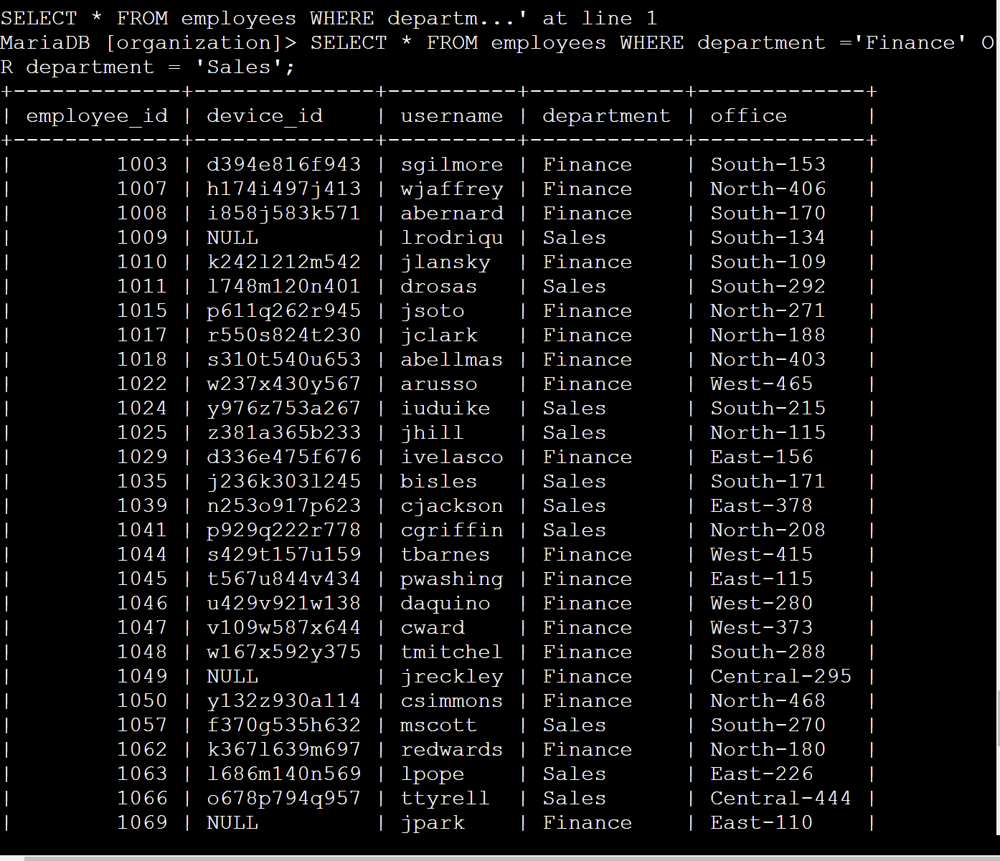 SELECT * FROM employees WHERE departm...' at line 1
MariaDB [organization]> SELECT * FROM employees WHERE department ='Finance' O
R department = 'Sales';
+-------------+--------------+----------+------------+-------------+
| employee_id | device_id    | username | department | office      |
+-------------+--------------+----------+------------+-------------+
|        1003 | d394e816f943 | sgilmore | Finance    | South-153   |
|        1007 | h174i497j413 | wjaffrey | Finance    | North-406   |
|        1008 | i858j583k571 | abernard | Finance    | South-170   |
|        1009 | NULL         | lrodriqu | Sales      | South-134   |
|        1010 | k242l212m542 | jlansky  | Finance    | South-109   |
|        1011 | l748m120n401 | drosas   | Sales      | South-292   |
|        1015 | p611q262r945 | jsoto    | Finance    | North-271   |
|        1017 | r550s824t230 | jclark   | Finance    | North-188   |
|        1018 | s310t540u653 | abellmas | Finance    | North-403   |
|        1022 | w237x430y567 | arusso   | Finance    | West-465    |
|        1024 | y976z753a267 | iuduike  | Sales      | South-215   |
|        1025 | z381a365b233 | jhill    | Sales      | North-115   |
|        1029 | d336e475f676 | ivelasco | Finance    | East-156    |
|        1035 | j236k303l245 | bisles   | Sales      | South-171   |
|        1039 | n253o917p623 | cjackson | Sales      | East-378    |
|        1041 | p929q222r778 | cgriffin | Sales      | North-208   |
|        1044 | s429t157u159 | tbarnes  | Finance    | West-415    |
|        1045 | t567u844v434 | pwashing | Finance    | East-115    |
|        1046 | u429v921w138 | daquino  | Finance    | West-280    |
|        1047 | v109w587x644 | cward    | Finance    | West-373    |
|        1048 | w167x592y375 | tmitchel | Finance    | South-288   |
|        1049 | NULL         | jreckley | Finance    | Central-295 |
|        1050 | y132z930a114 | csimmons | Finance    | North-468   |
|        1057 | f370g535h632 | mscott   | Sales      | South-270   |
|        1062 | k367l639m697 | redwards | Finance    | North-180   |
|        1063 | l686m140n569 | lpope    | Sales      | East-226    |
|        1066 | o678p794q957 | ttyrell  | Sales      | Central-444 |
|        1069 | NULL         | jpark    | Finance    | East-110    |